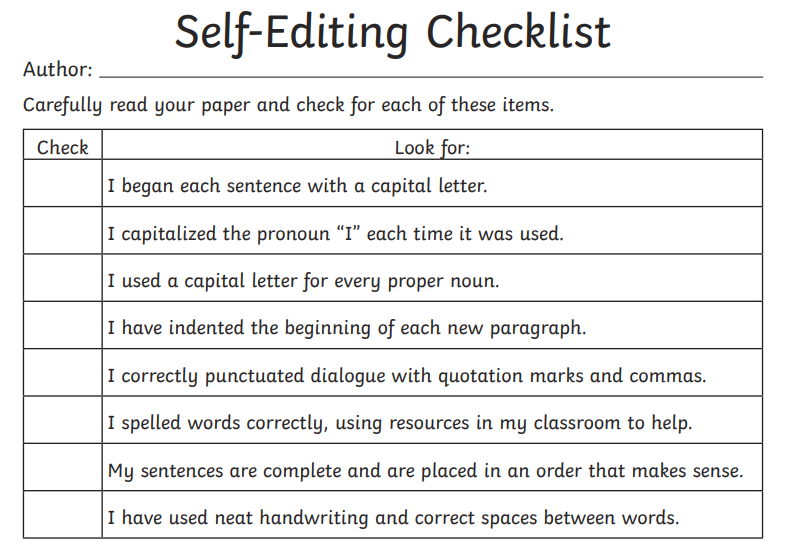 Self-Editing Checklist
Author:
Carefully read your paper and check for each of these items.
Check Look for:
I began each sentence with a capital letter.
I capitalized the pronoun “I” each time it was used.
I used a capital letter for every proper noun.
I have indented the beginning of each new paragraph.
I correctly punctuated dialogue with quotation marks and commas.
I spelled words correctly, using resources in my classroom to help.
My sentences are complete and are placed in an order that makes sense.
I have used neat handwriting and correct spaces between words.